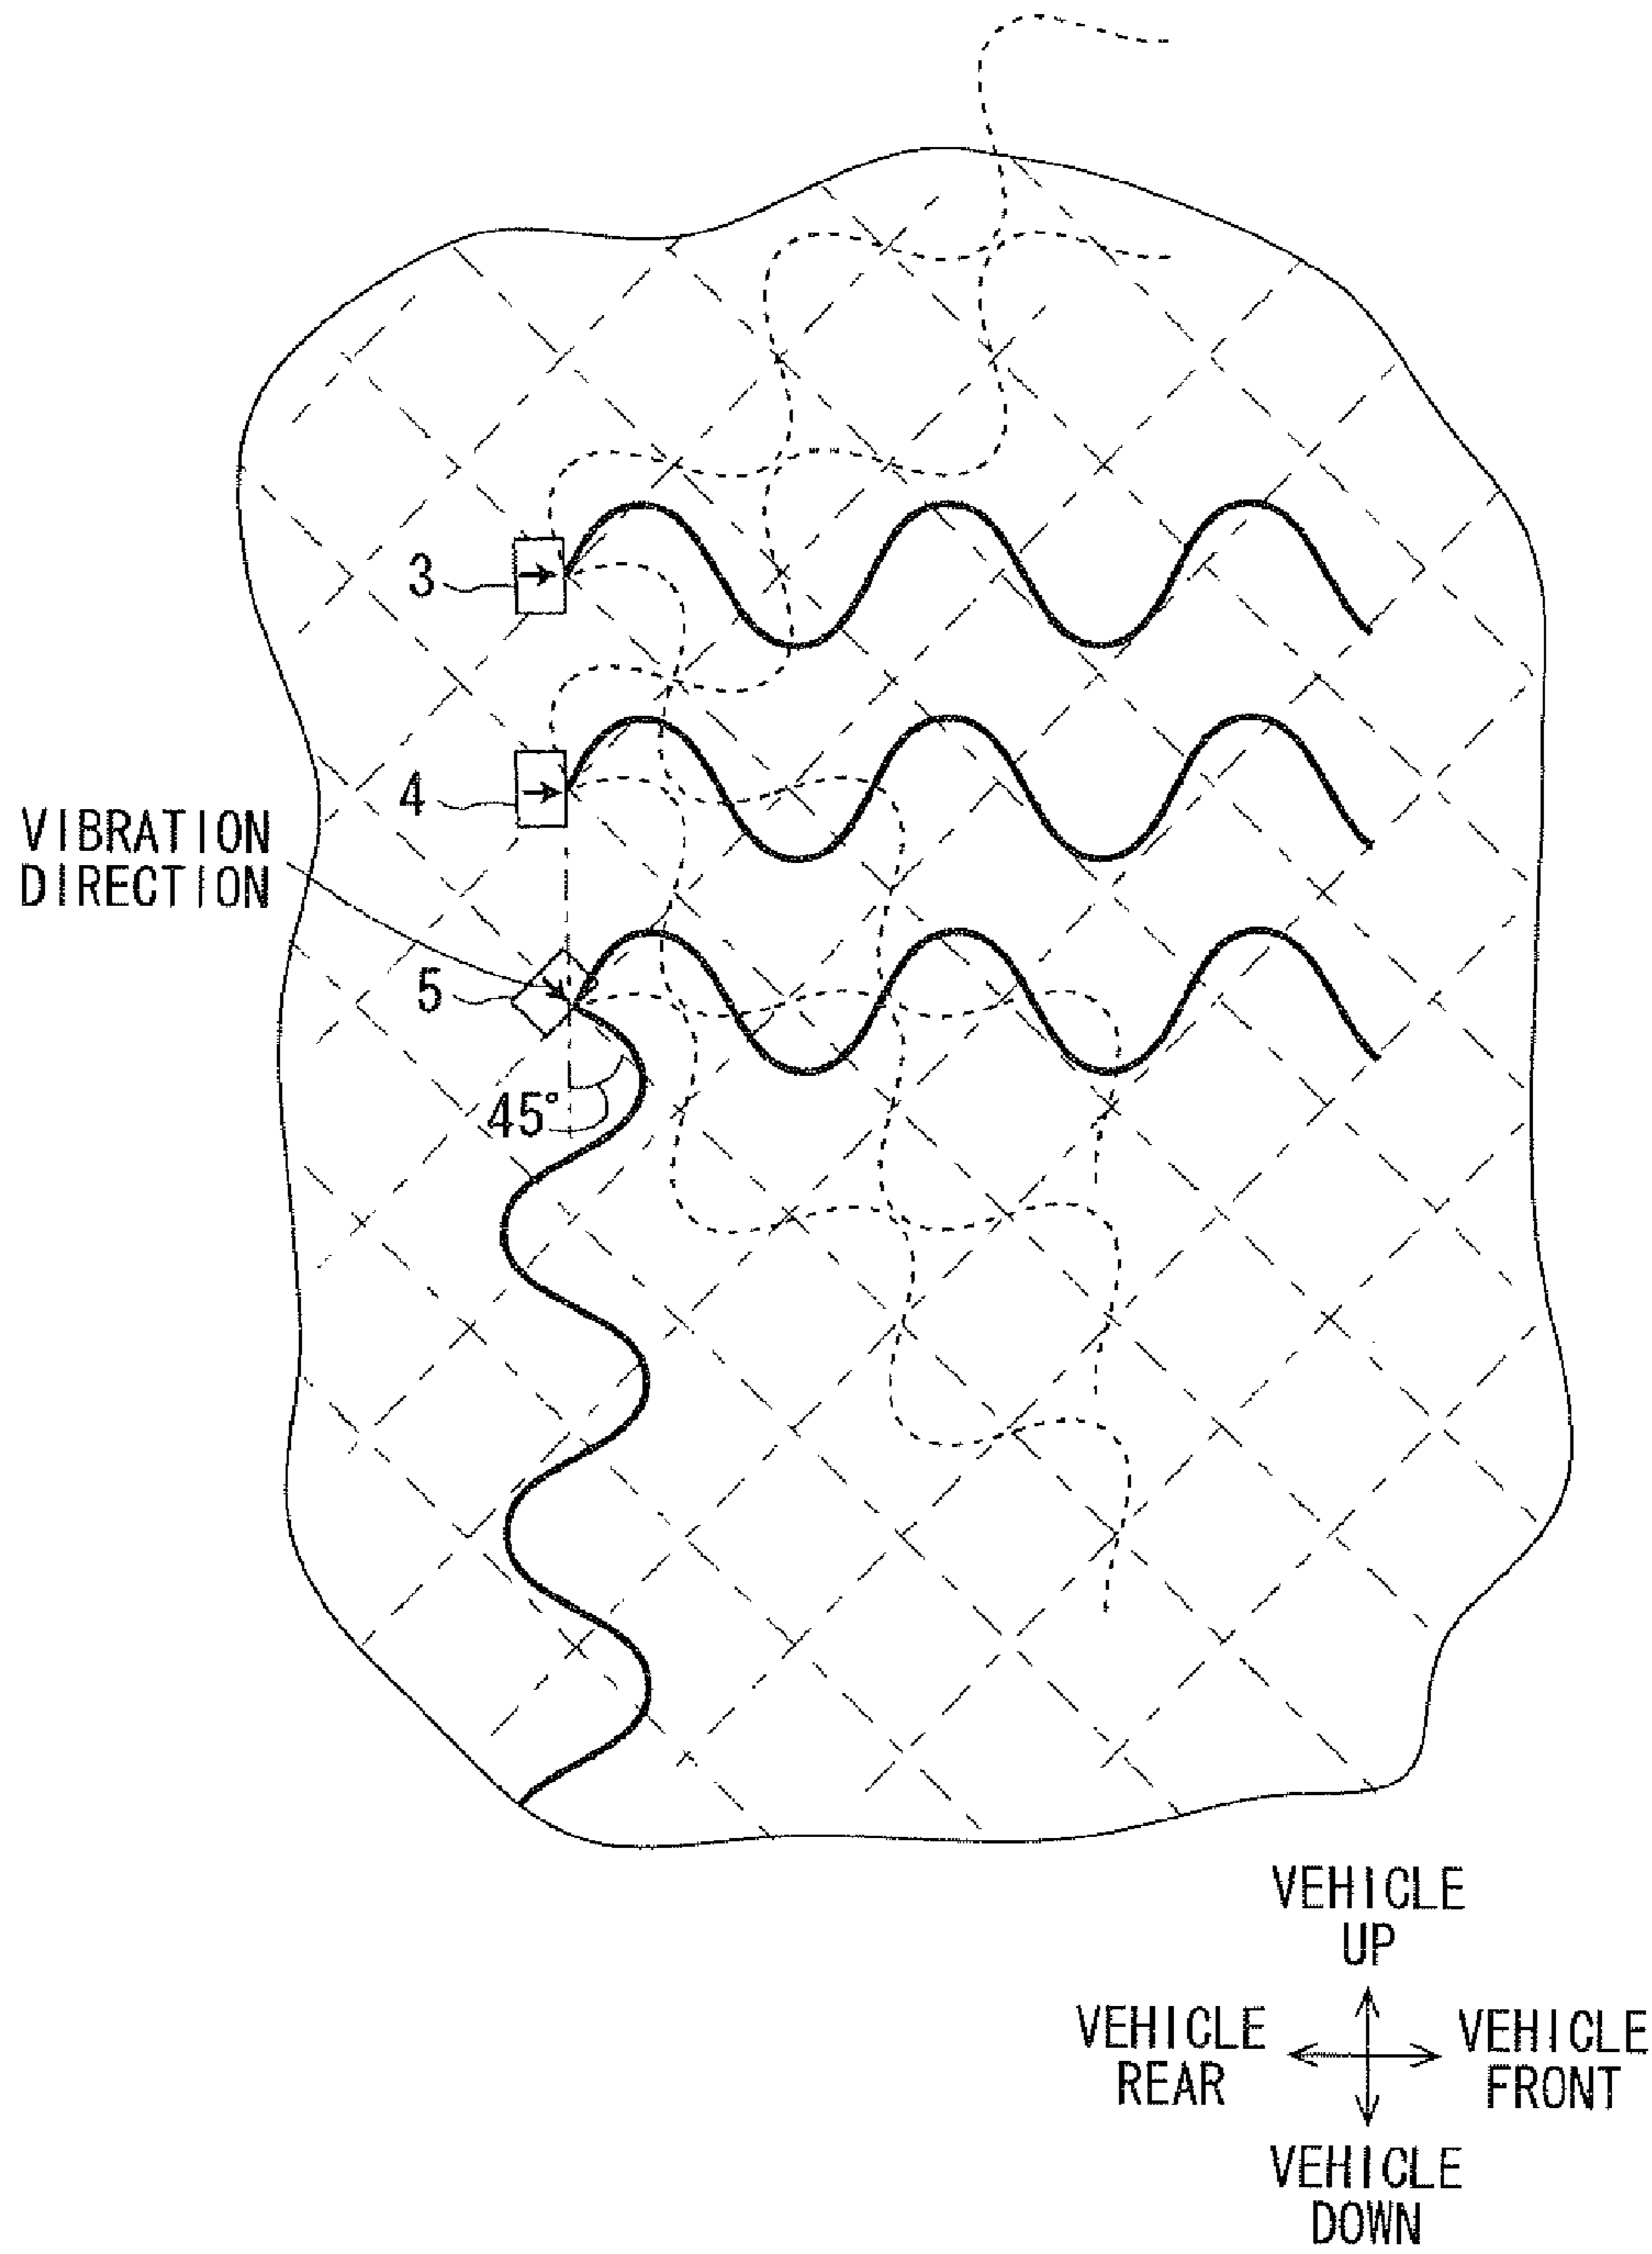 3
4
VIBRATION
DIRECTION
5
45°
VEHICLE
UP
VEHICLE
REAR
VEHICLE
FRONT
VEHICLE
DOWN